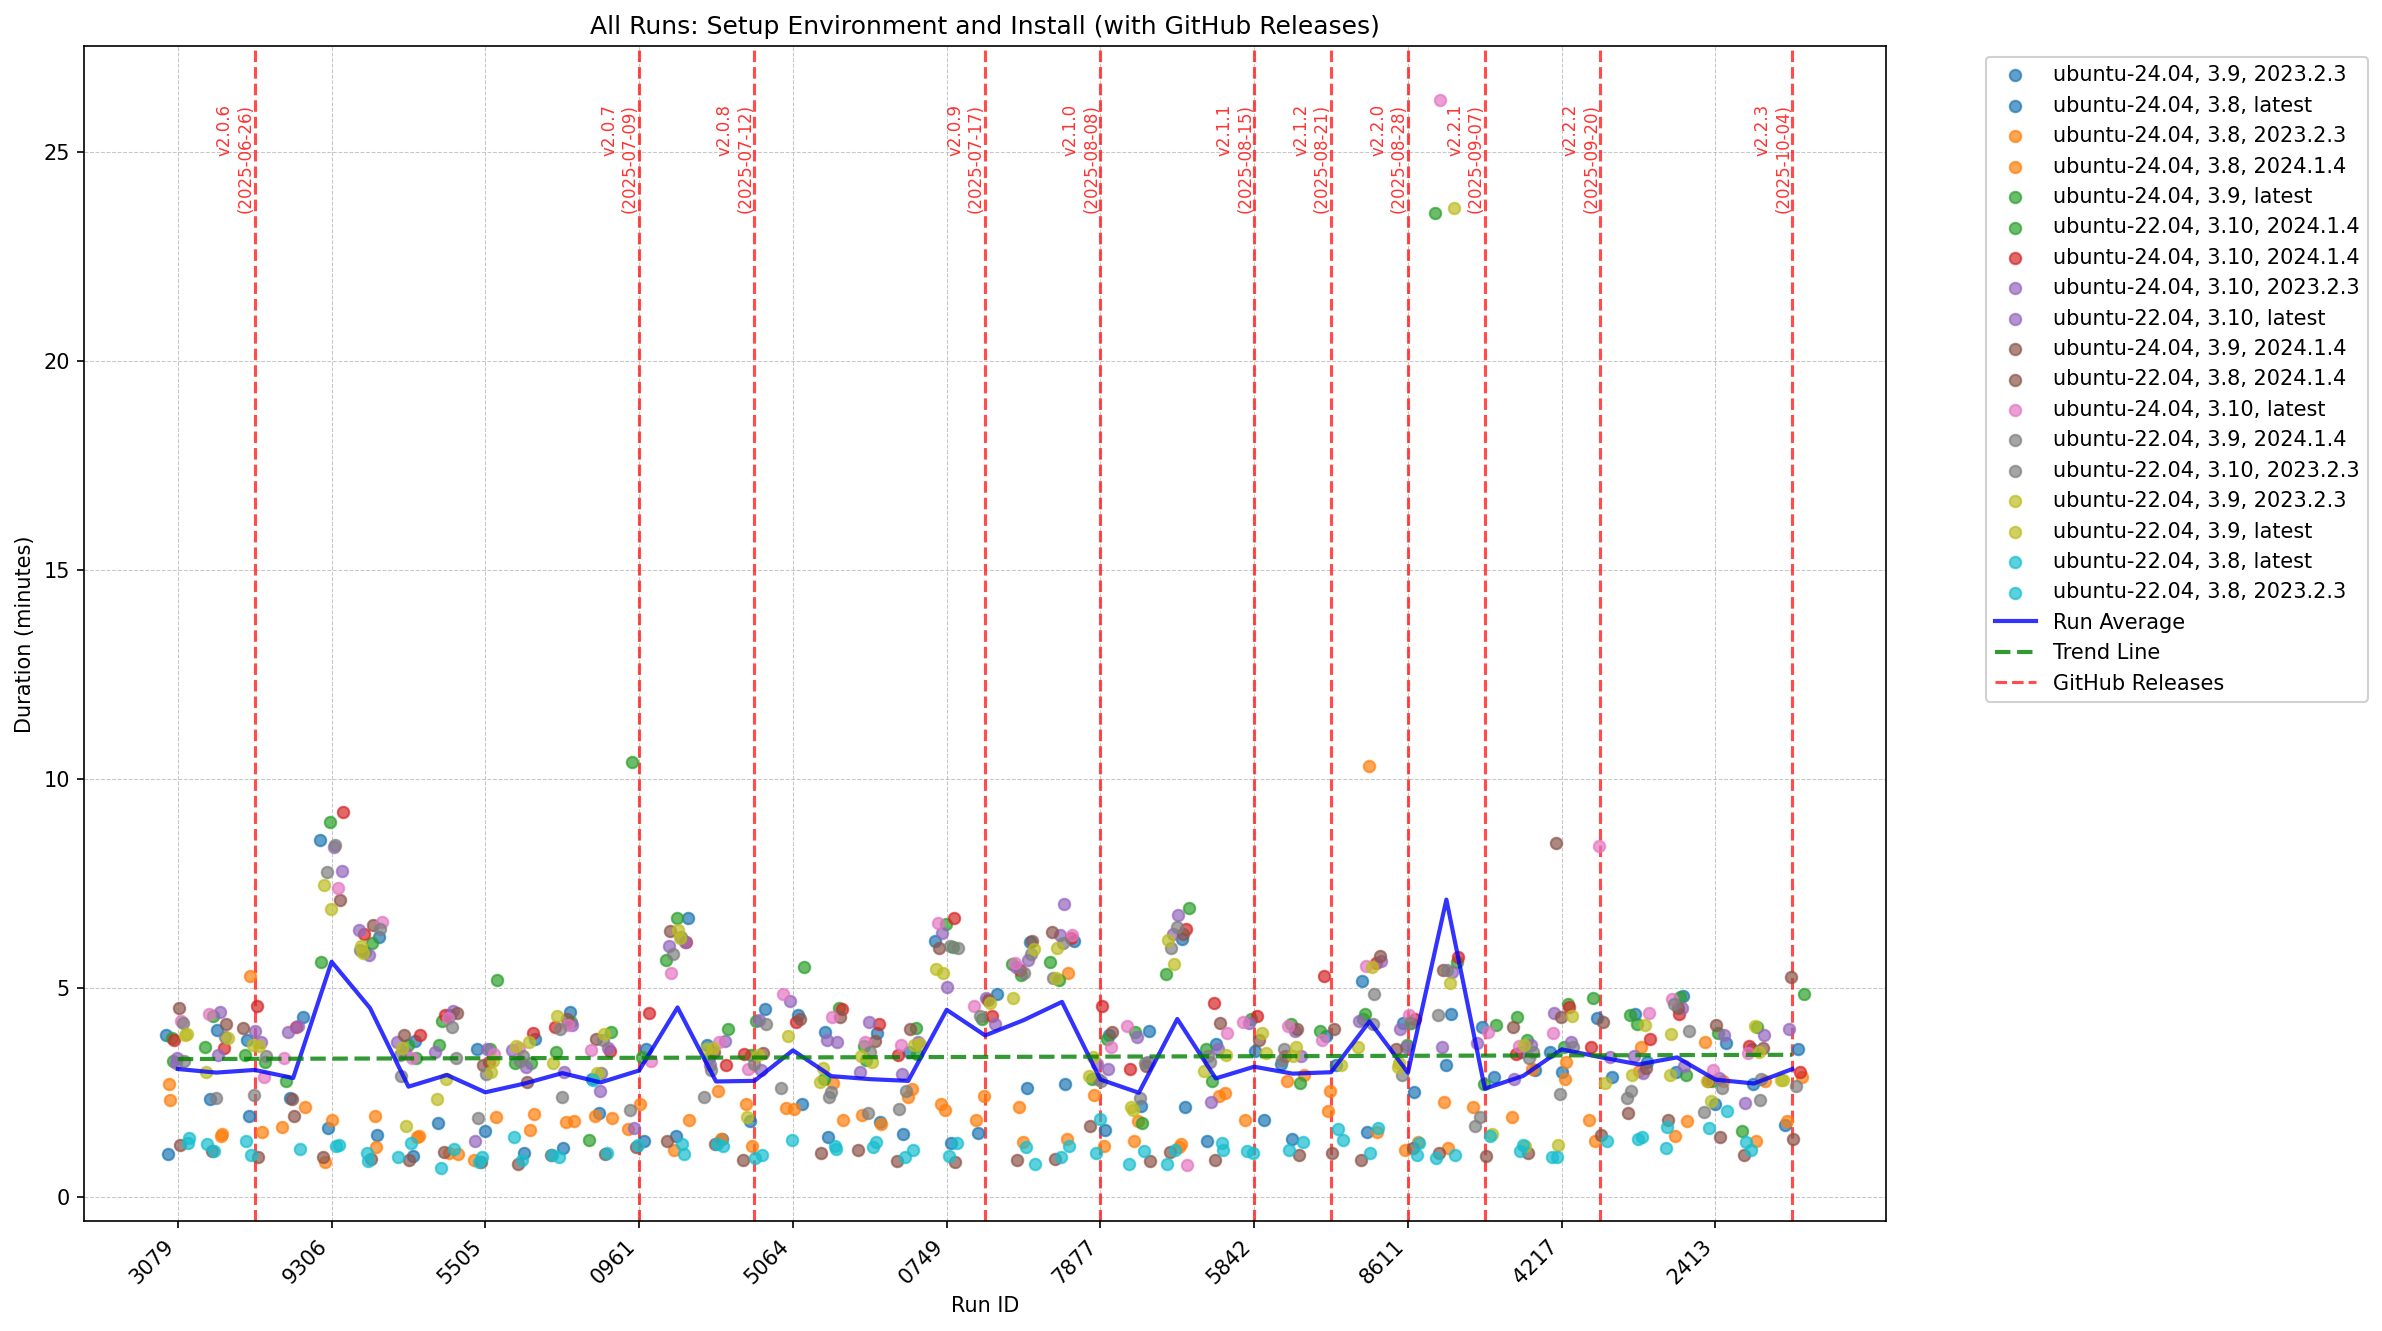 All Runs: Setup Environment and Install (with GitHub Releases)
Duration (minutes)
25
20
15
10
5
0
v2.0.6
(2025-06-26)
v2.0.7
(2025-07-09)
v2.0.8
(2025-07-12)
v2.0.9
(2025-07-17)
v2.1.0
(2025-08-08)
v2.1.1
(2025-08-15)
v2.1.2
(2025-08-21)
v2.2.0
(2025-08-28)
v2.2.1
(2025-09-07)
v2.2.2
(2025-09-20)
v2.2.3
(2025-10-04)
3079
9306
5505
0961
5064
0749
7877
5842
8611
4217
2413
Run ID
ubuntu-24.04, 3.9, 2023.2.3
ubuntu-24.04, 3.8, latest
ubuntu-24.04, 3.8, 2023.2.3
ubuntu-24.04, 3.8, 2024.1.4
ubuntu-24.04, 3.9, latest
ubuntu-22.04, 3.10, 2024.1.4
ubuntu-24.04, 3.10, 2024.1.4
ubuntu-24.04, 3.10, 2023.2.3
ubuntu-22.04, 3.10, latest
ubuntu-24.04, 3.9, 2024.1.4
ubuntu-22.04, 3.8, 2024.1.4
ubuntu-24.04, 3.10, latest
ubuntu-22.04, 3.9, 2024.1.4
ubuntu-22.04, 3.10, 2023.2.3
ubuntu-22.04, 3.9, 2023.2.3
ubuntu-22.04, 3.9, latest
ubuntu-22.04, 3.8, latest
ubuntu-22.04, 3.8, 2023.2.3
Run Average
Trend Line
GitHub Releases